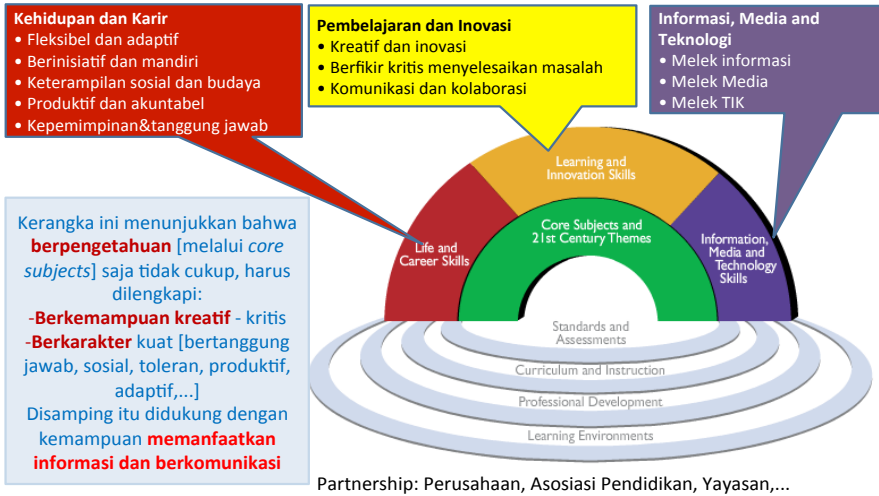 Kehidupan dan Karir
• Fleksibel dan adaptif
• Berinisiatif dan mandiri
• Keterampilan sosial dan budaya
• Produktif dan akuntabel
• Kepemimpinan&tanggung jawab
Pembelajaran dan Inovasi
• Kreatif dan inovasi
• Berfikir kritis menyelesaikan masalah
• Komunikasi dan kolaborasi
Informasi, Media and
Teknologi
• Melek informasi
• Melek Media
• Melek TIK
Learning and
Innovation Skills
Core Subjects and
21st Century Themes
Life and
Career Skills
Information,
Media and
Technology
Skills
Standards and
Assessments
Curriculum and Instruction
Professional Development
Learning Environments
Kerangka ini menunjukkan bahwa
berpengetahuan [melalui core
subjects] saja tidak cukup, harus
dilengkapi:
-Berkemampuan kreatif - kritis
-Berkarakter kuat [bertanggung
jawab, sosial, toleran, produktif,
adaptif,...]
Disamping itu didukung dengan
kemampuan memanfaatkan
informasi dan berkomunikasi
Partnership: Perusahaan, Asosiasi Pendidikan, Yayasan,...